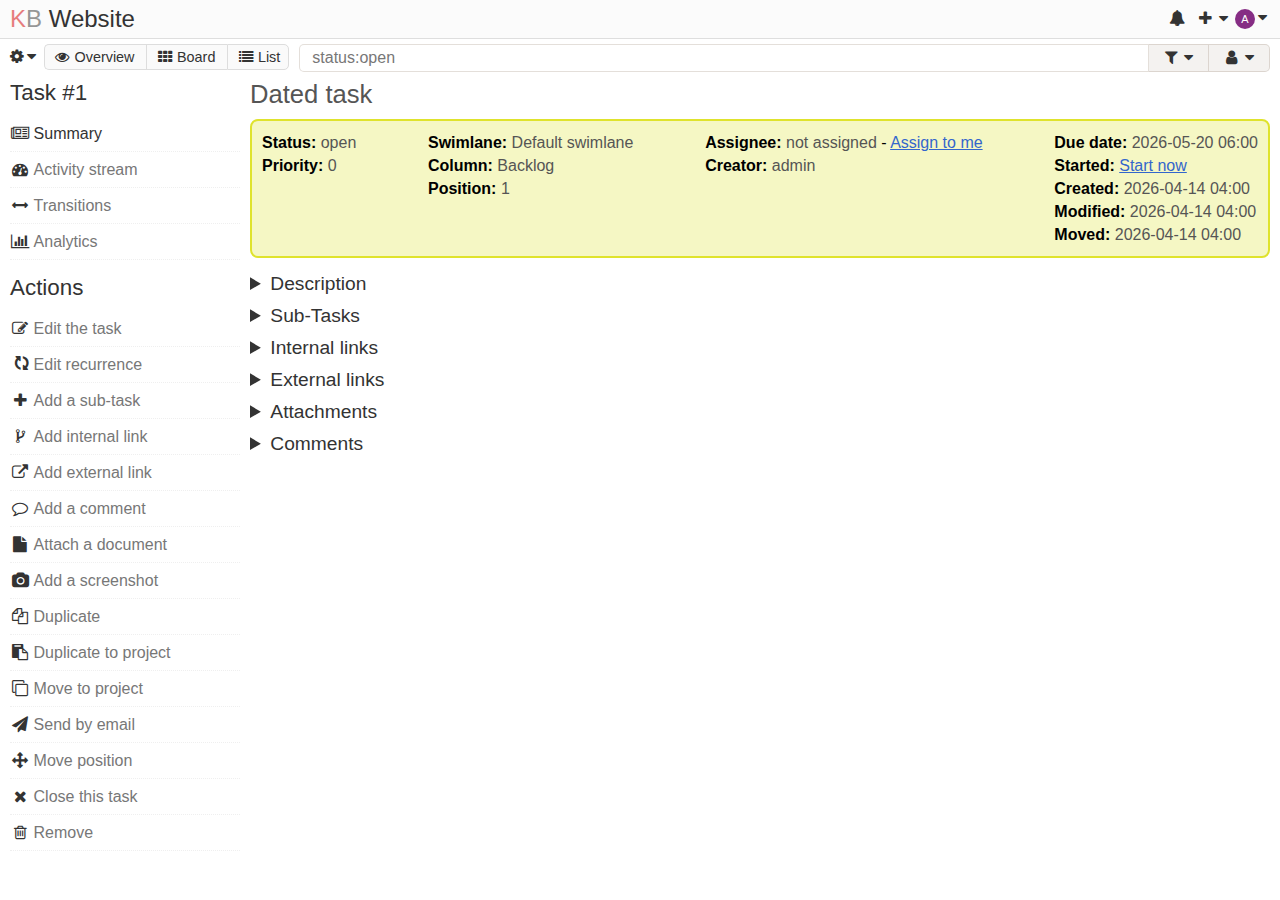 KB Website
A
Overview Board List status:open
Task #1
Summary
Activity stream
Transitions
Analytics
Actions
Edit the task
Edit recurrence
Add a sub-task
Add internal link
Add external link
Add a comment
Attach a document
Add a screenshot
Duplicate
Duplicate to project
Move to project
Send by email
Move position
Close this task
Remove
Dated task
Status: open
Priority: 0
Swimlane: Default swimlane
Column: Backlog
Position: 1
Assignee: not assigned - Assign to me
Creator: admin
Due date: 2026-05-20 06:00
Started: Start now
Created: 2026-04-14 04:00
Modified: 2026-04-14 04:00
Moved: 2026-04-14 04:00
Description
Sub-Tasks
Internal links
External links
Attachments
Comments